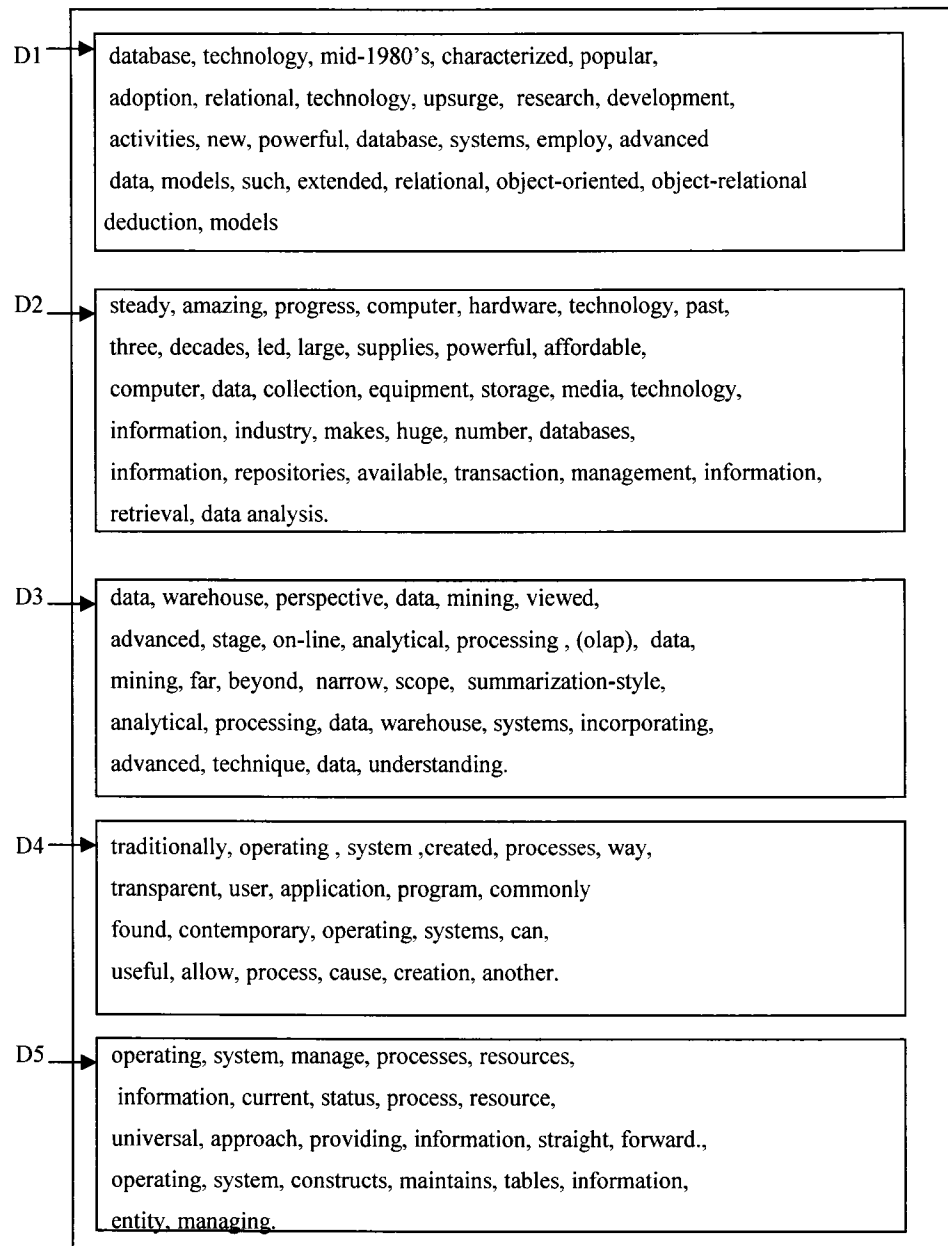 D1
database, technology, mid-1980's, characterized, popular,
adoption, relational, technology, upsurge, research, development,
activities, new, powerful, database, systems, employ, advanced
data, models, such, extended, relational, object-oriented, object-relational
deduction, models
D2
steady, amazing, progress, computer, hardware, technology, past,
three, decades, led, large, supplies, powerful, affordable,
computer, data, collection, equipment, storage, media, technology,
information, industry, makes, huge, number, databases,
information, repositories, available, transaction, management, information,
retrieval, data analysis.
D3
data, warehouse, perspective, data, mining, viewed,
advanced, stage, on-line, analytical, processing , (olap), data,
mining, far, beyond, narrow, scope, summarization-style,
analytical, processing, data, warehouse, systems, incorporating,
advanced, technique, data, understanding.
D4
traditionally, operating , system ,created, processes, way,
transparent, user, application, program, commonly
found, contemporary, operating, systems, can,
useful, allow, process, cause, creation, another.
D5
operating, system, manage, processes, resources,
information, current, status, process, resource,
universal, approach, providing, information, straight, forward.,
operating, system, constructs, maintains, tables, information,
entity, managing.